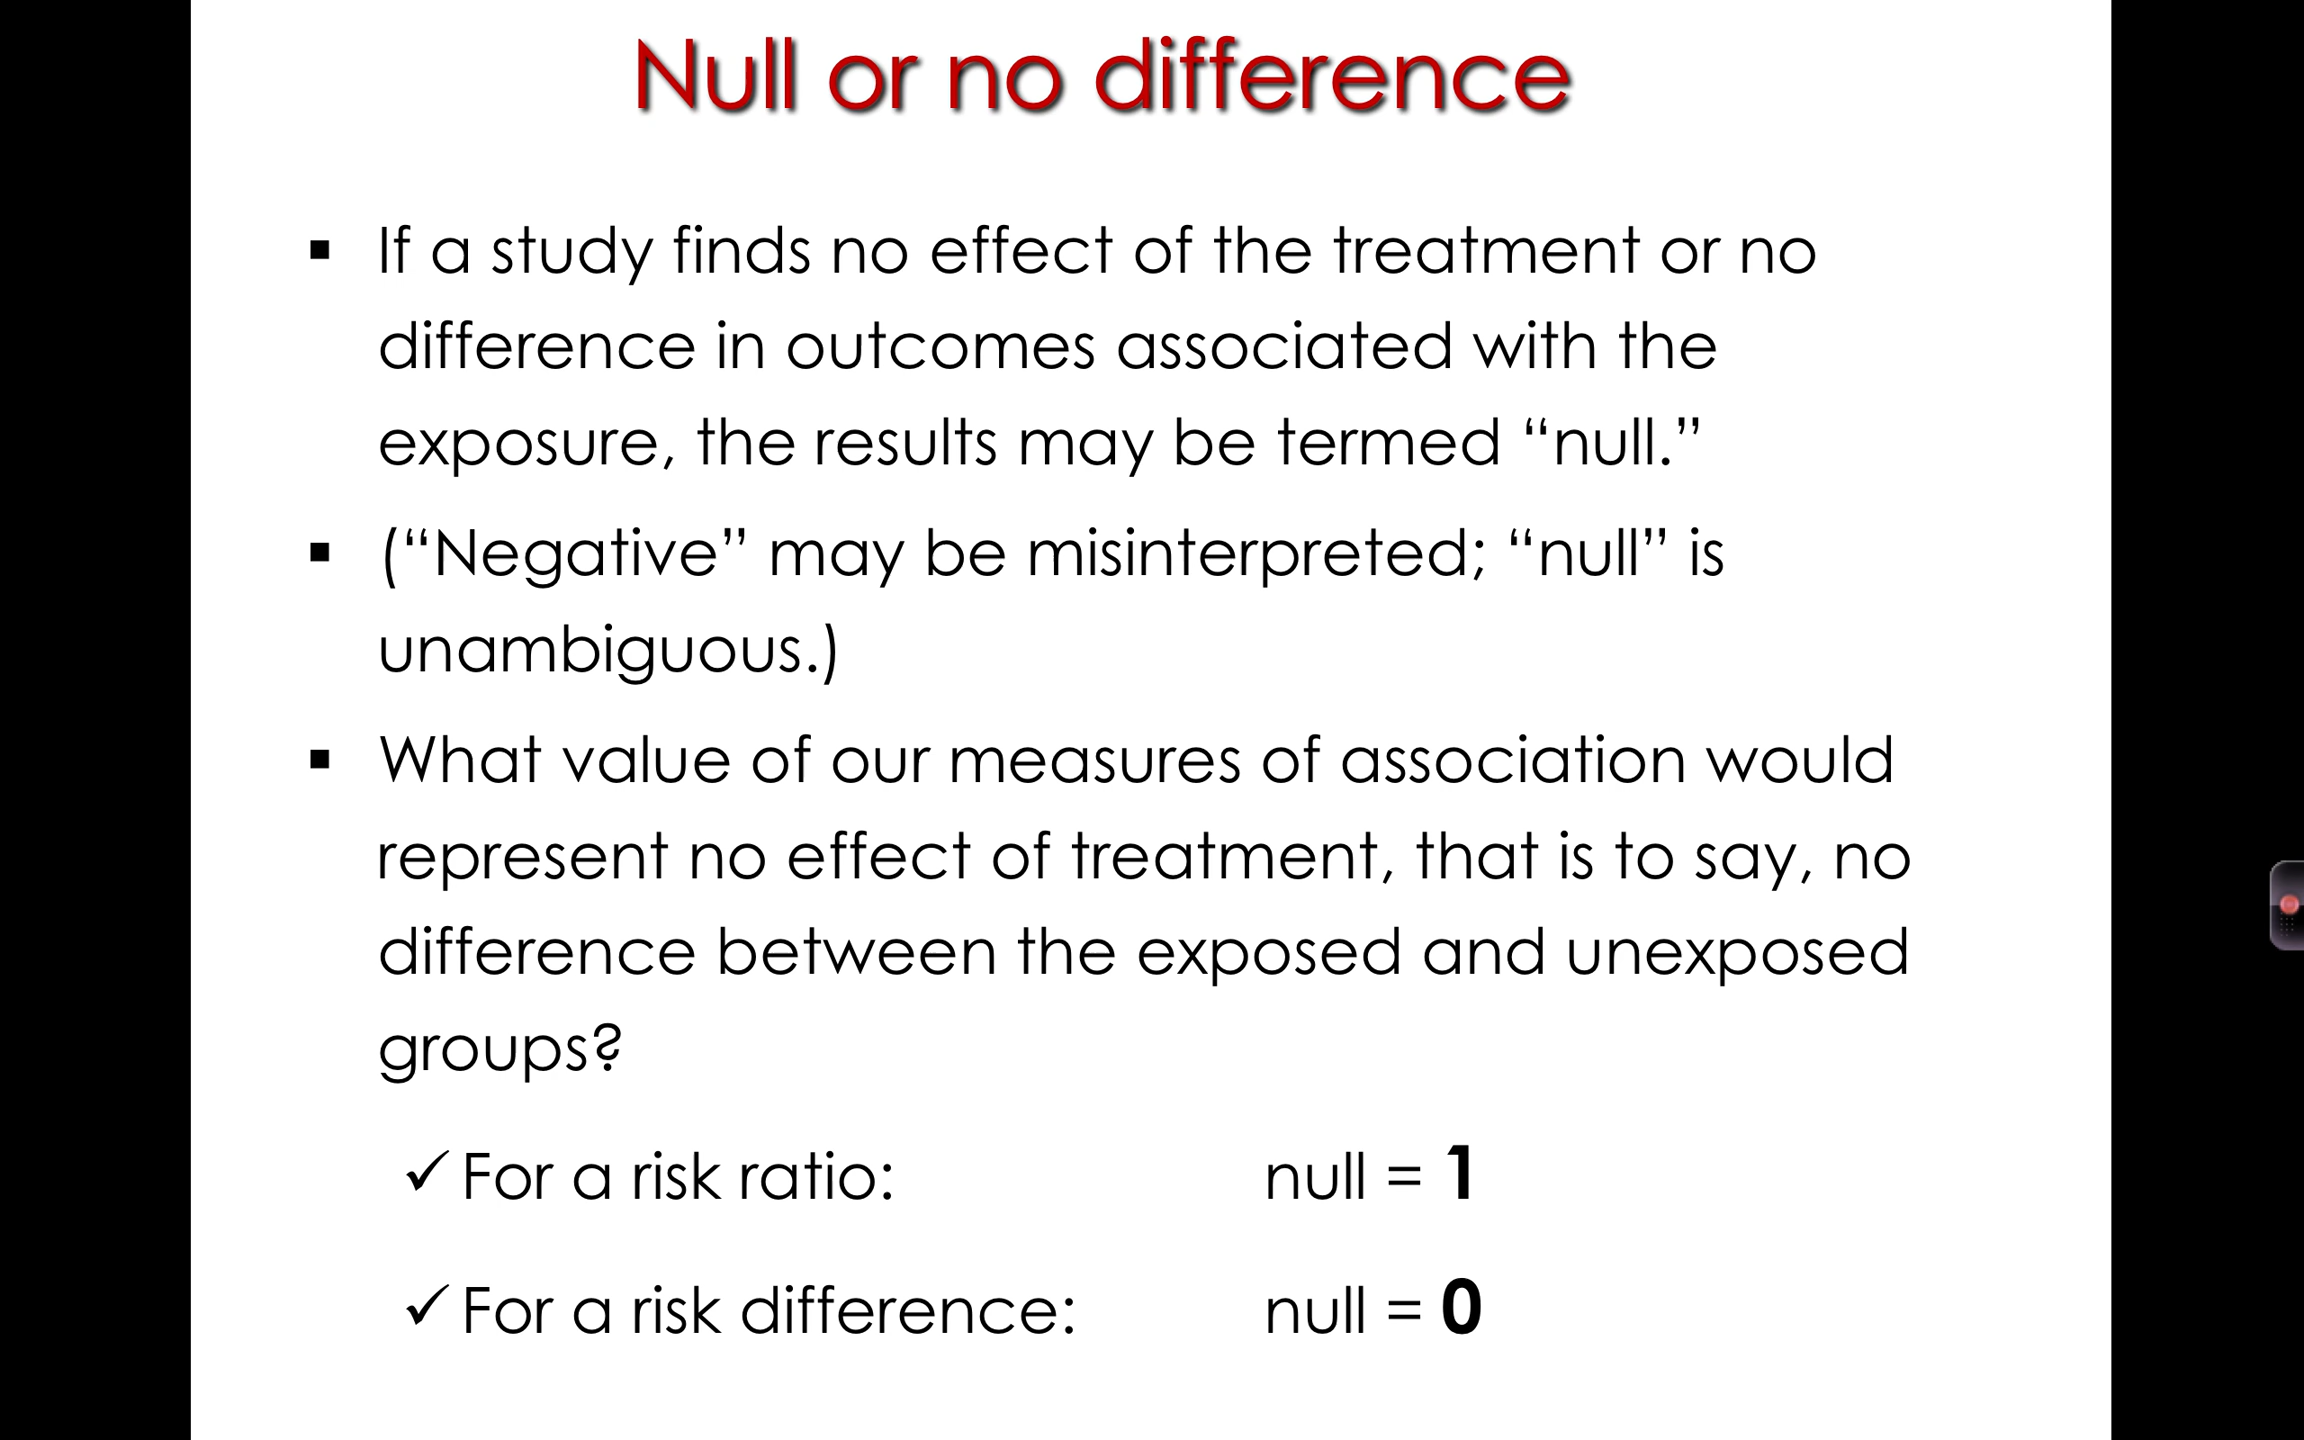 Null or no difference
▪ If a study finds no effect of the treatment or no
difference in outcomes associated with the
exposure, the results may be termed “null.”
▪ (“Negative” may be misinterpreted; “null” is
unambiguous.)
▪ What value of our measures of association would
represent no effect of treatment, that is to say, no
difference between the exposed and unexposed
groups?
✓ For a risk ratio: null = 1
✓ For a risk difference: null = 0